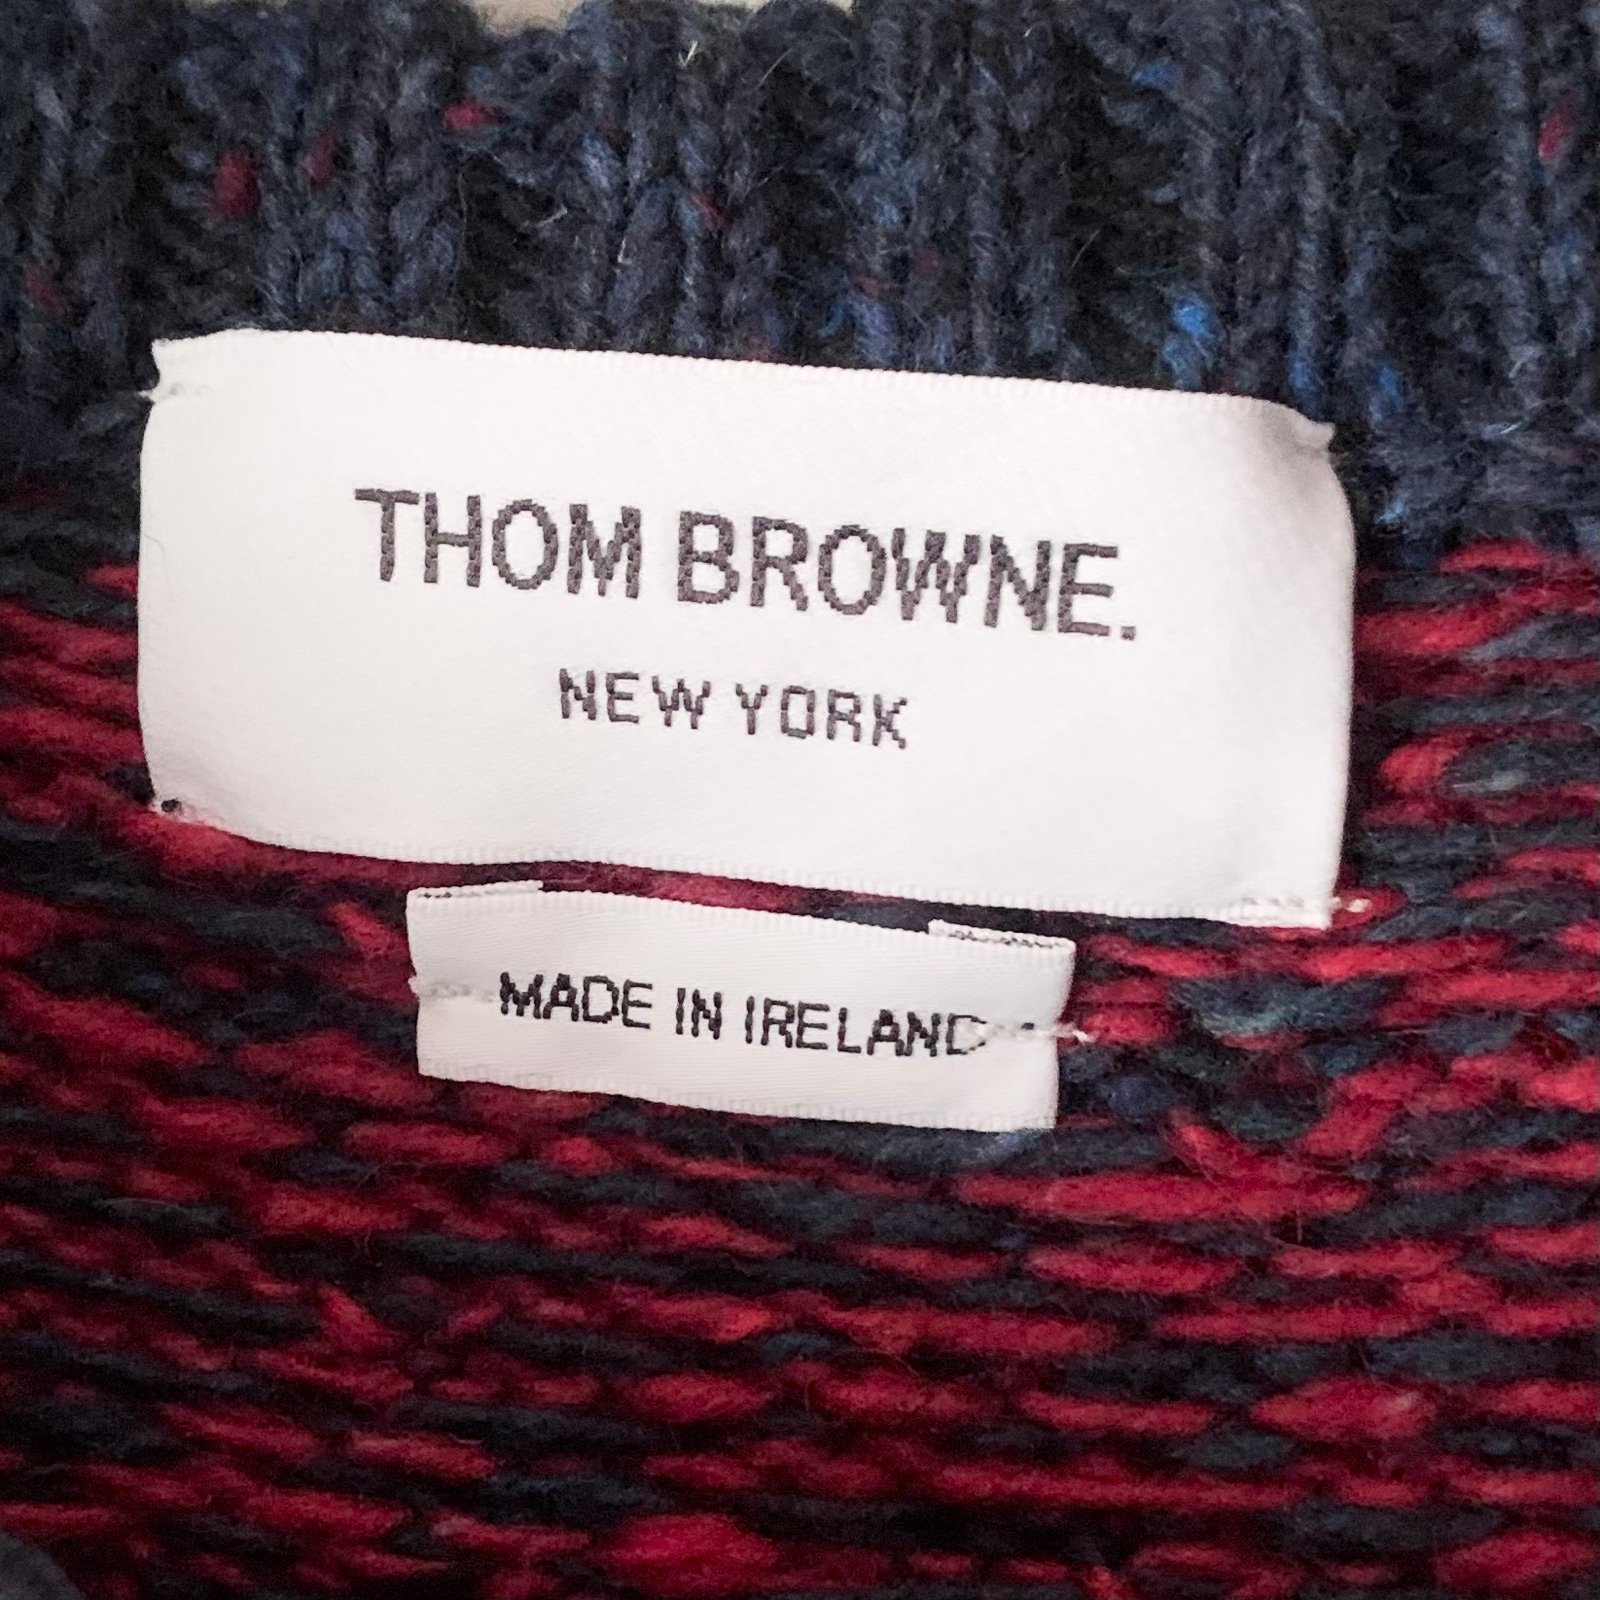 THOM BROWNE.
NEW YORK
MADE IN IRELAND